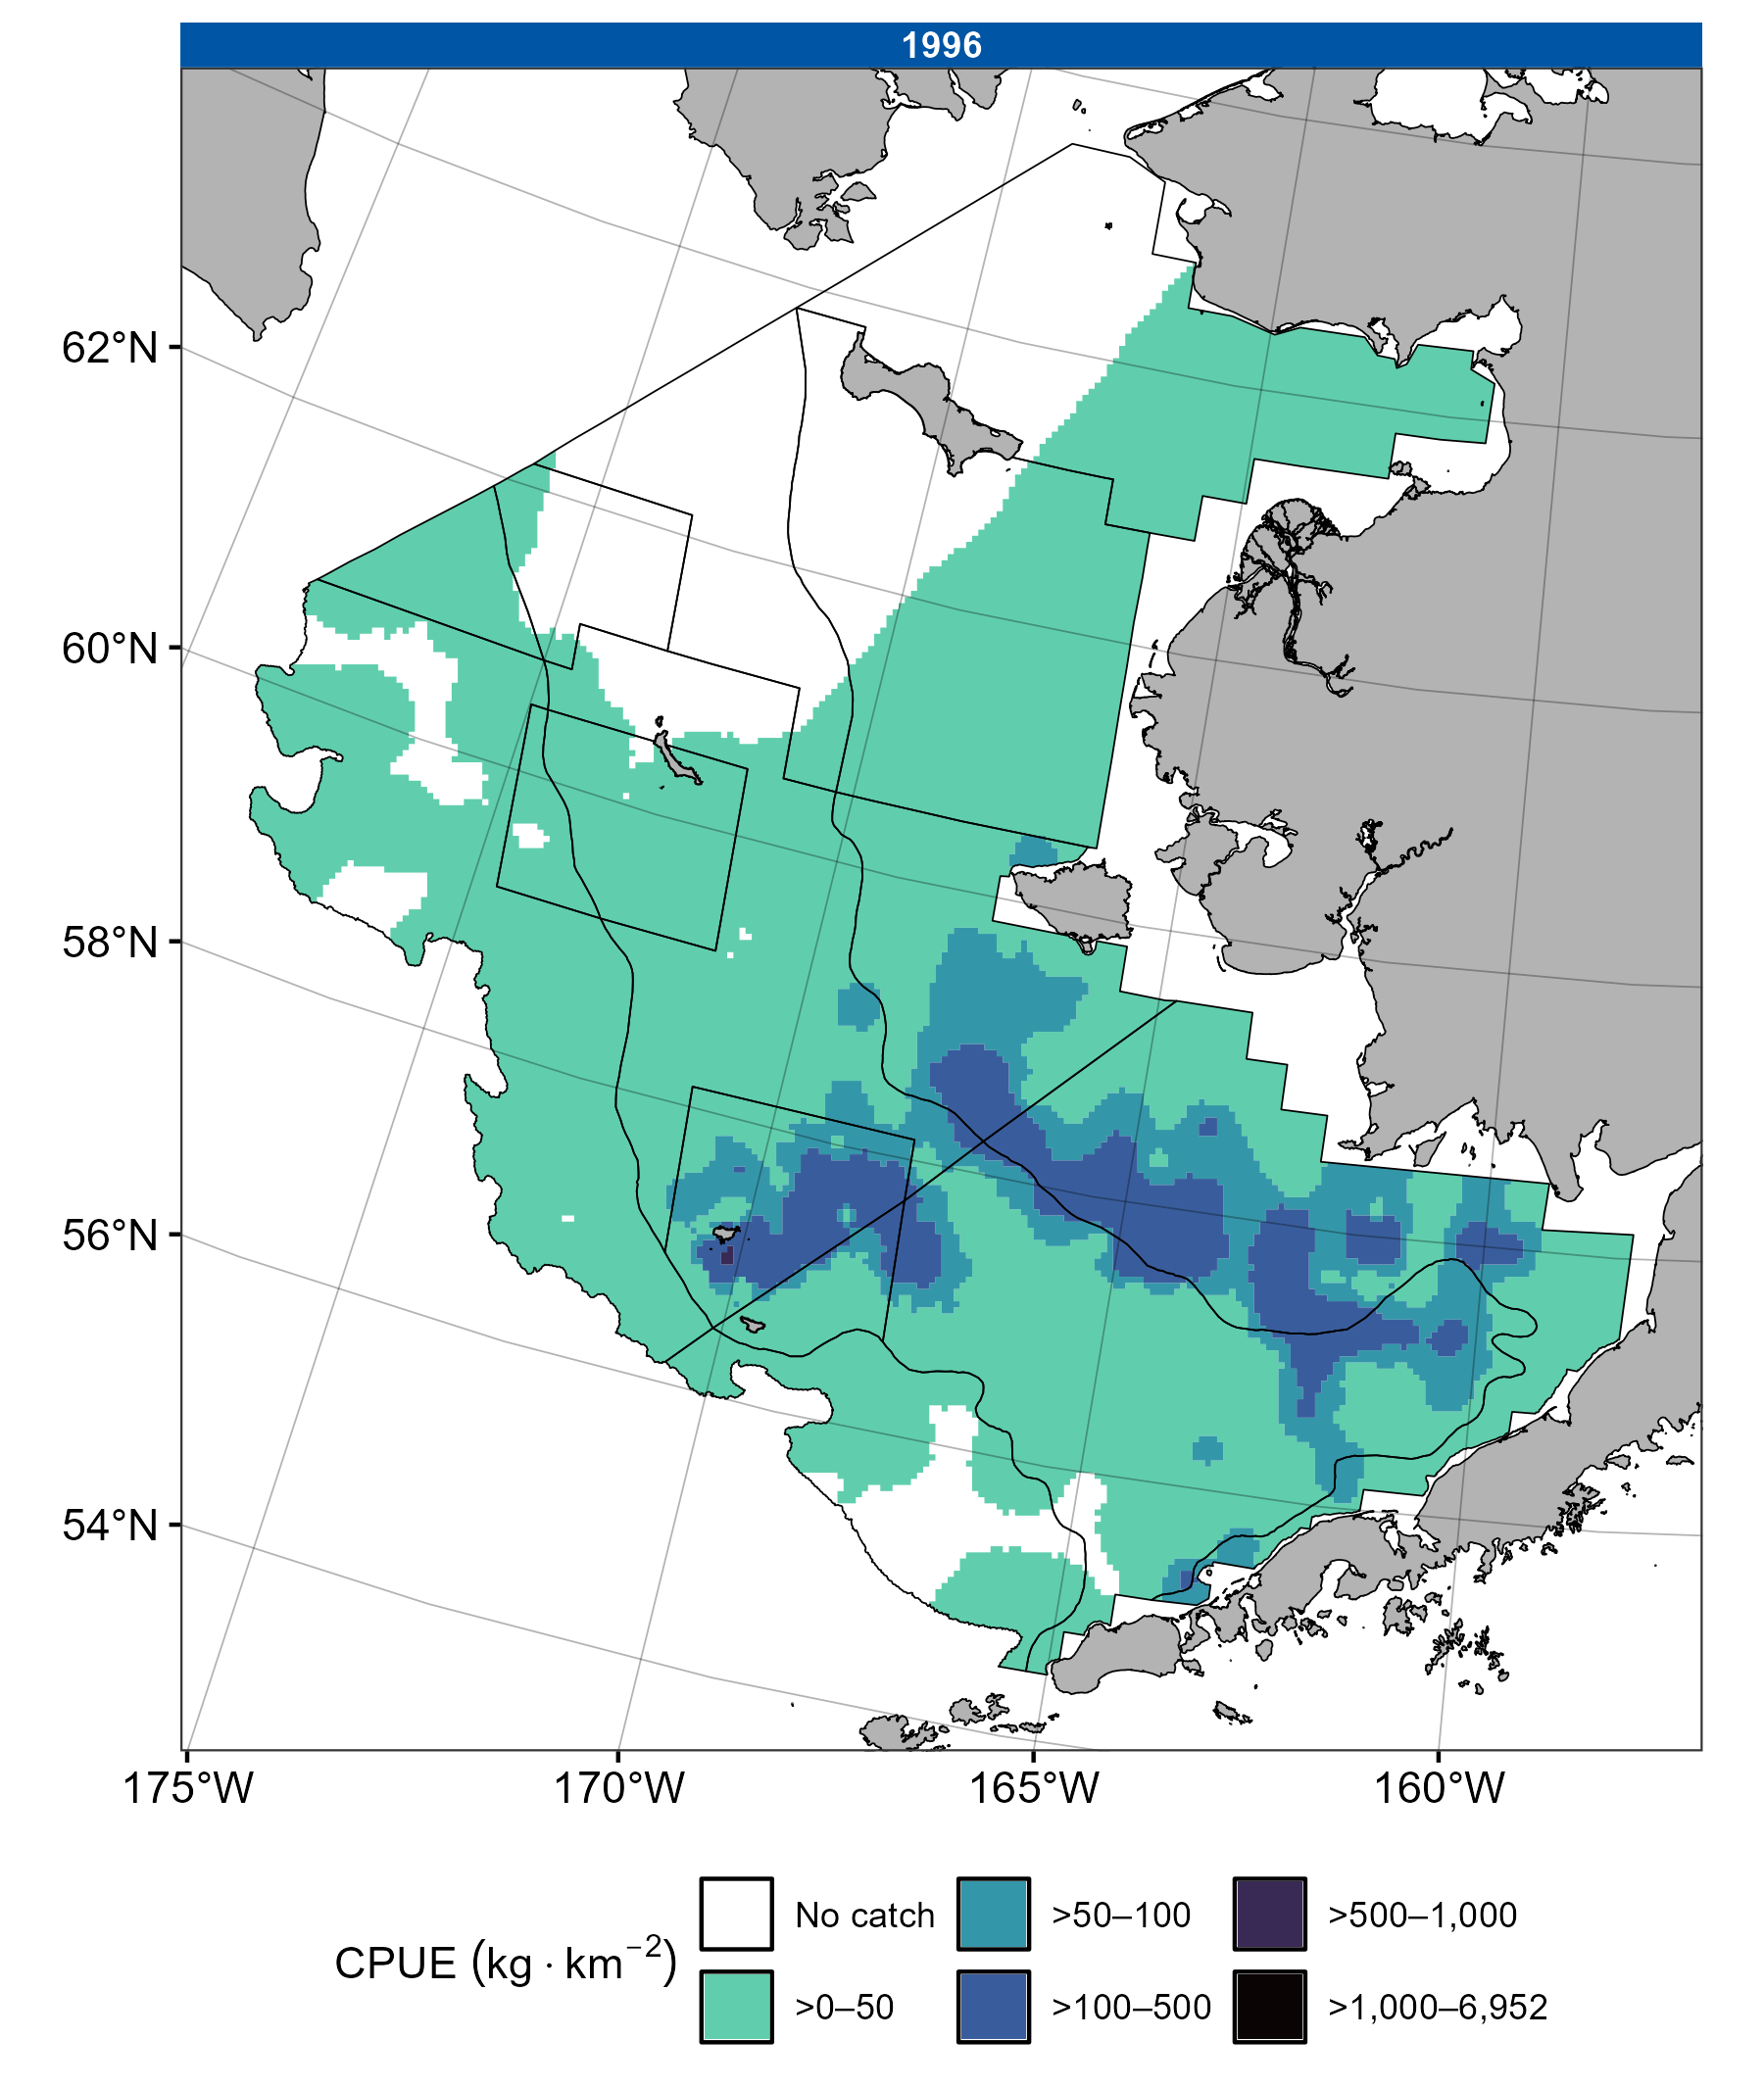 1996
62°N
60°N
58°N
56°N
54°N
175°W 170°W 165°W 160°W
CPUE (kg · km⁻²)
No catch >50–100 >500–1,000
>0–50 >100–500 >1,000–6,952